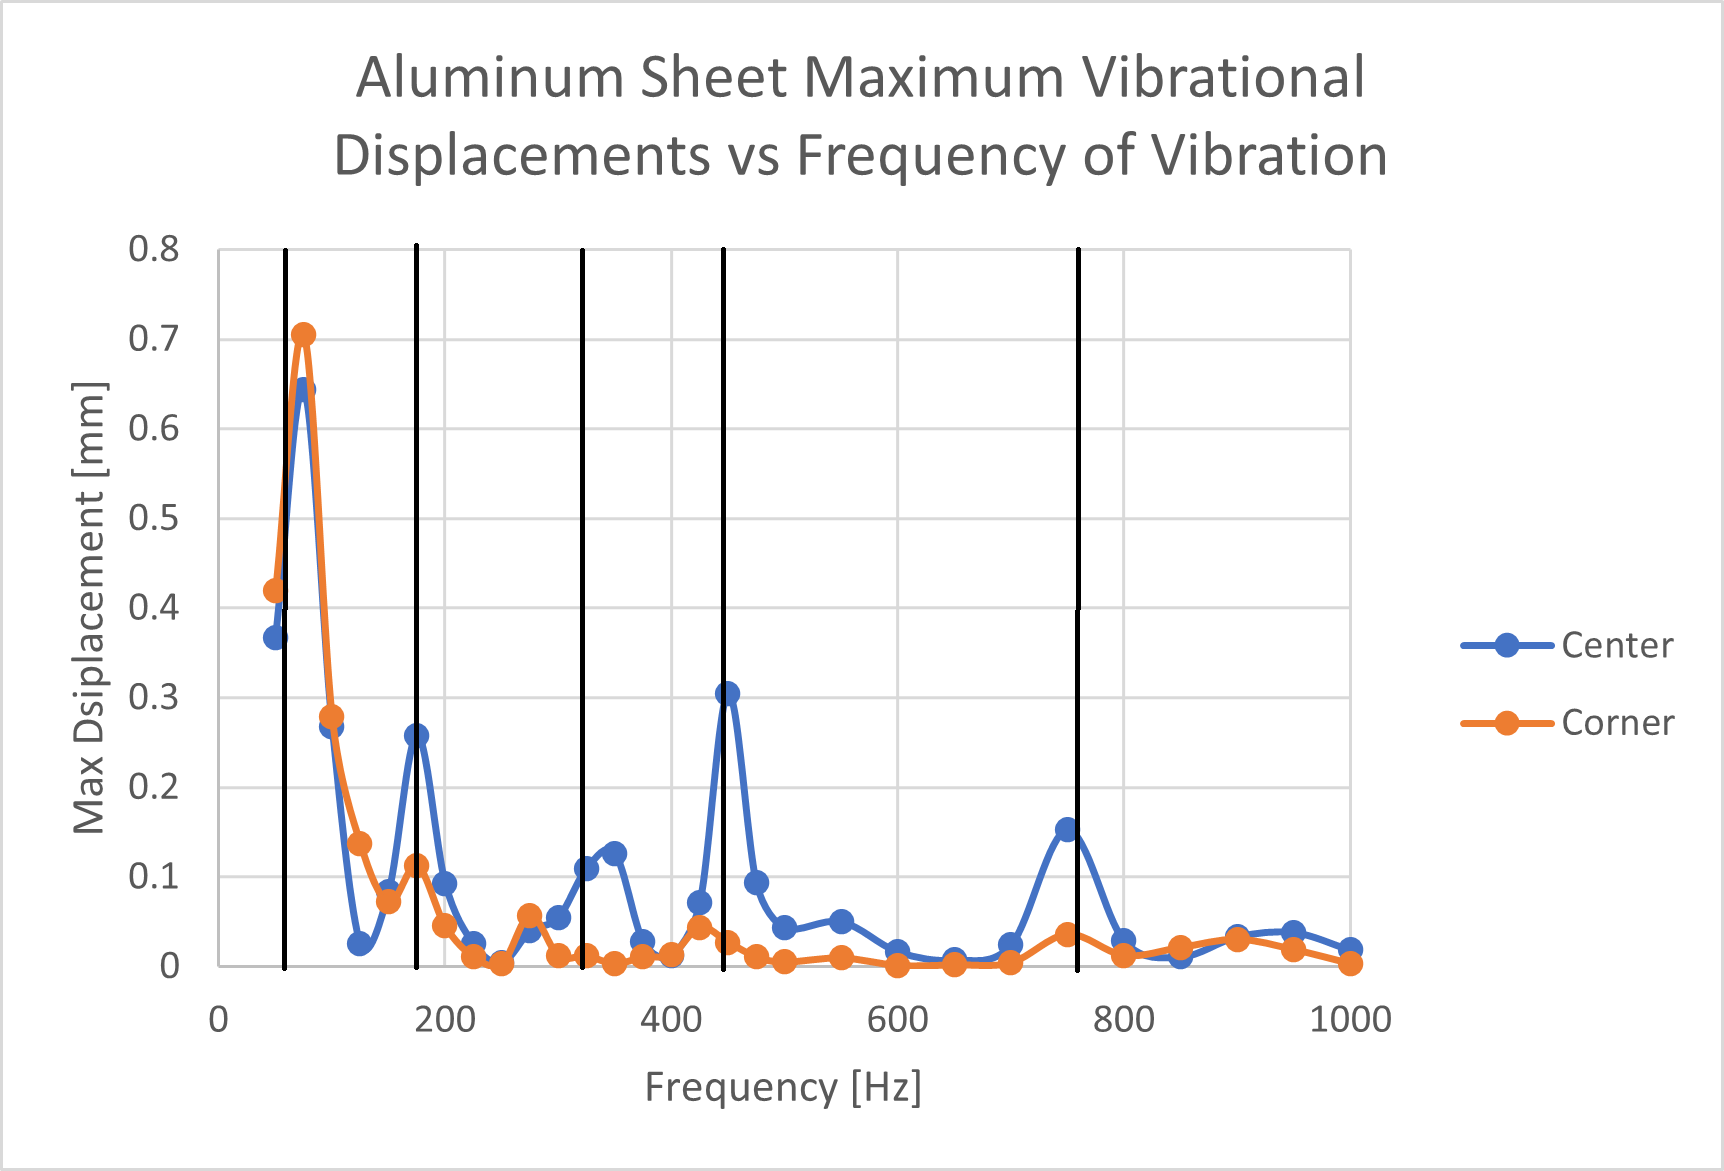 Aluminum Sheet Maximum Vibrational
Displacements vs Frequency of Vibration
0.8
0.7
0.6
0.5
0.4
0.3
0.2
0.1
0
Max Dsiplacement [mm]
0 200 400 600 800 1000
Frequency [Hz]
Center
Corner